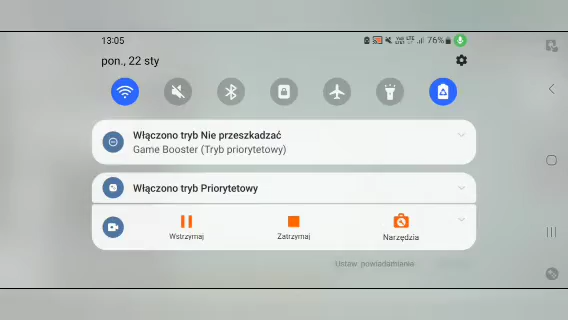 13:05
76%
pon., 22 sty
Włączono tryb Nie przeszkadzać
Game Booster (Tryb priorytetowy)
Włączono tryb Priorytetowy
Wstrzymaj
Zatrzymaj
Narzędzia
Ustaw powiadamianie